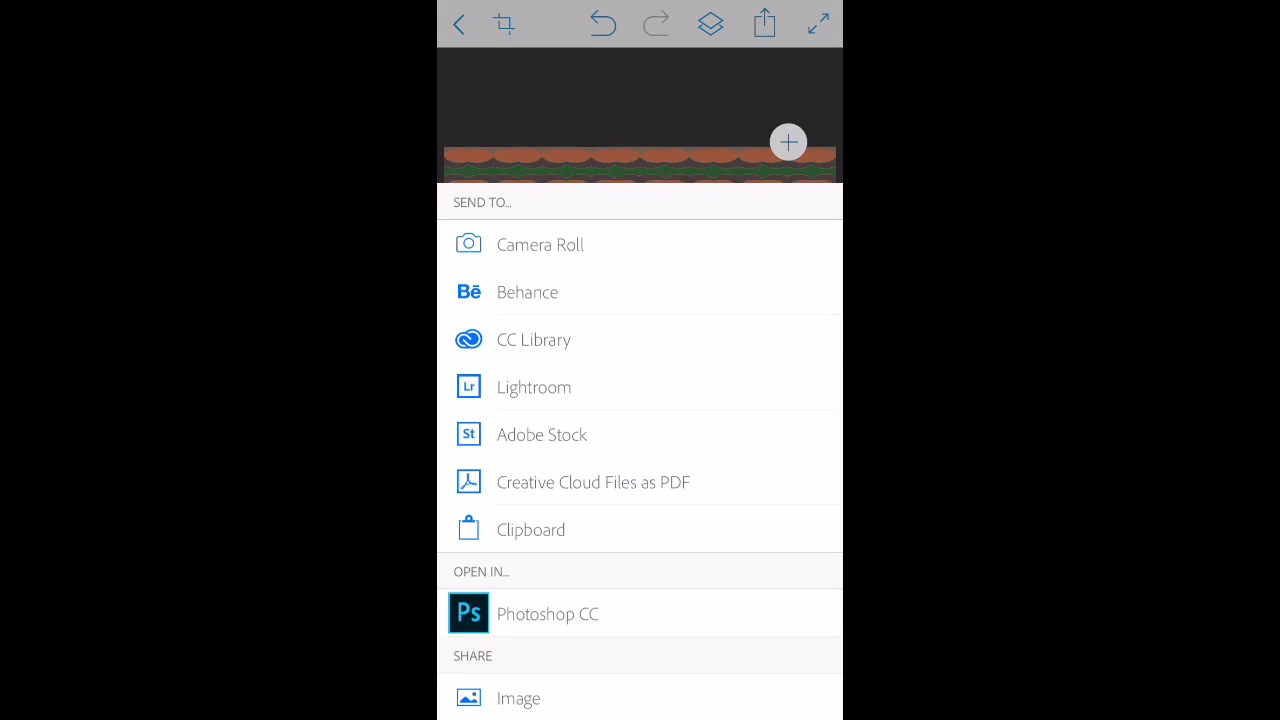 SEND TO...
Camera Roll
Bē Behance
CC Library
Lr Lightroom
St Adobe Stock
Creative Cloud Files as PDF
Clipboard
OPEN IN...
Ps Photoshop CC
SHARE
Image